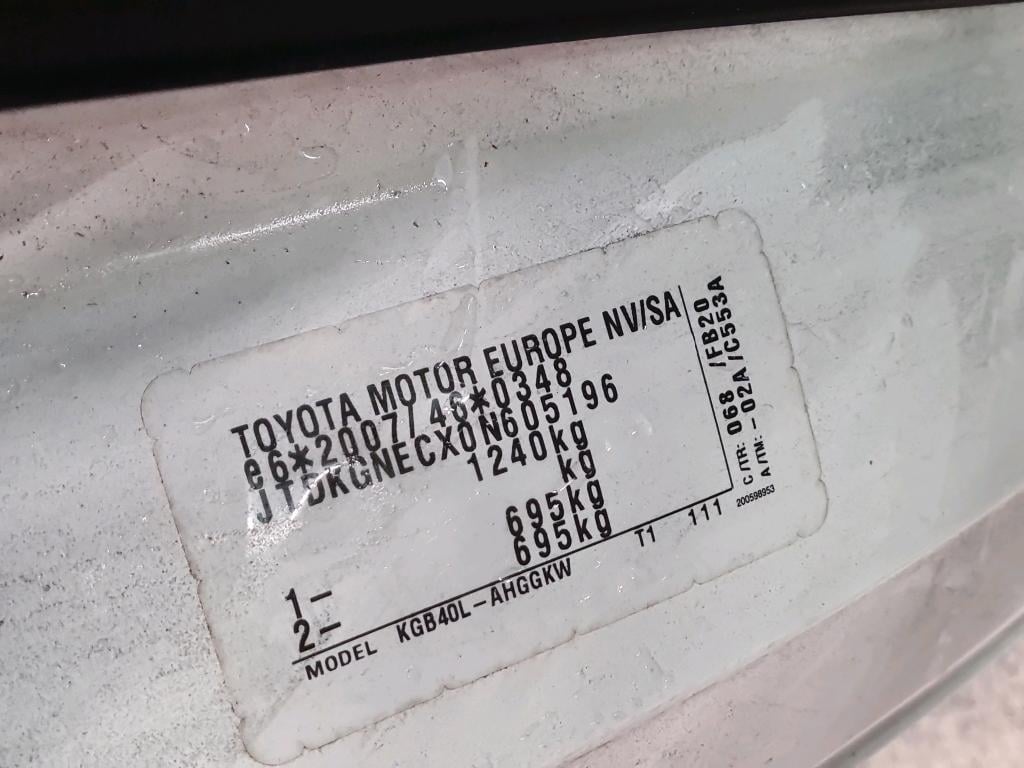 TOYOTA MOTOR EUROPE NV/SA
e6*2007/46*0348
JTDKGNECX0N605196
1240kg
kg
1- 695kg
2- 695kg
MODEL KGB40L-AHGGKW T1 111
C/TR: 068 /FB20
A/TM: -02A/C553A
200598953